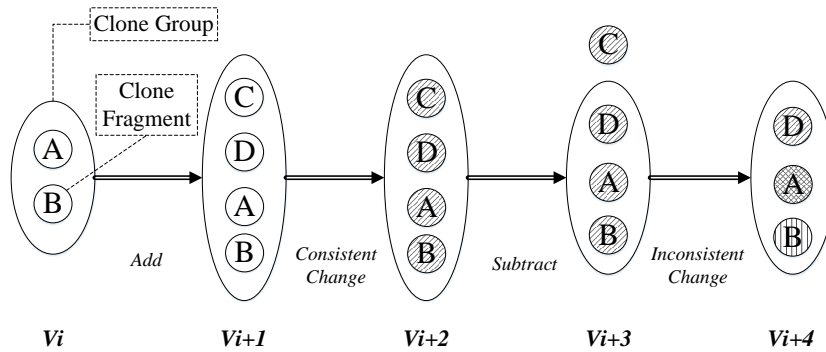 Clone Group
Clone
Fragment
A
B
C
D
A
B
C
D
A
B
C
D
A
B
D
A
B
Add
Consistent
Change
Subtract
Inconsistent
Change
Vi
Vi+1
Vi+2
Vi+3
Vi+4